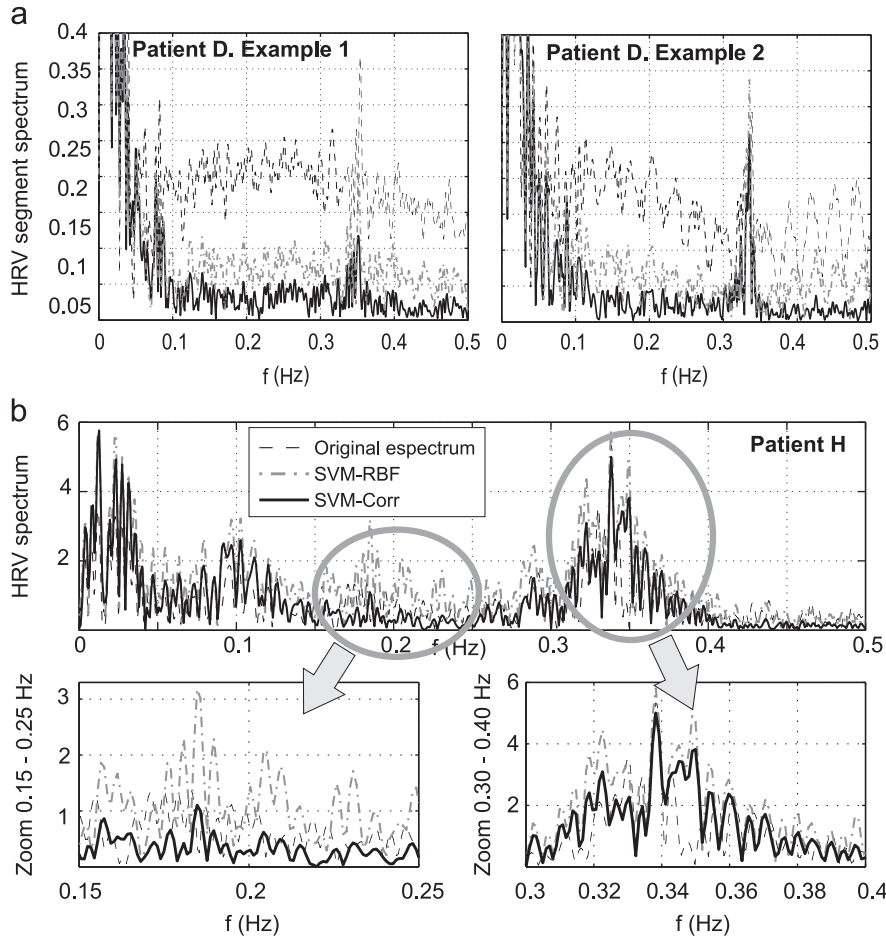 a
Patient D. Example 1
Patient D. Example 2
HRV segment spectrum
0.4
0.35
0.3
0.25
0.2
0.15
0.1
0.05
0 0.1 0.2 0.3 0.4 0.5
f (Hz)
0 0.1 0.2 0.3 0.4 0.5
f (Hz)
b
Patient H
Original espectrum
SVM-RBF
SVM-Corr
HRV spectrum
6
4
2
0 0.1 0.2 0.3 0.4 0.5
f (Hz)
Zoom 0.15 - 0.25 Hz
3
2
1
0.15 0.2 0.25
f (Hz)
Zoom 0.30 - 0.40 Hz
6
4
2
0.3 0.32 0.34 0.36 0.38 0.4
f (Hz)